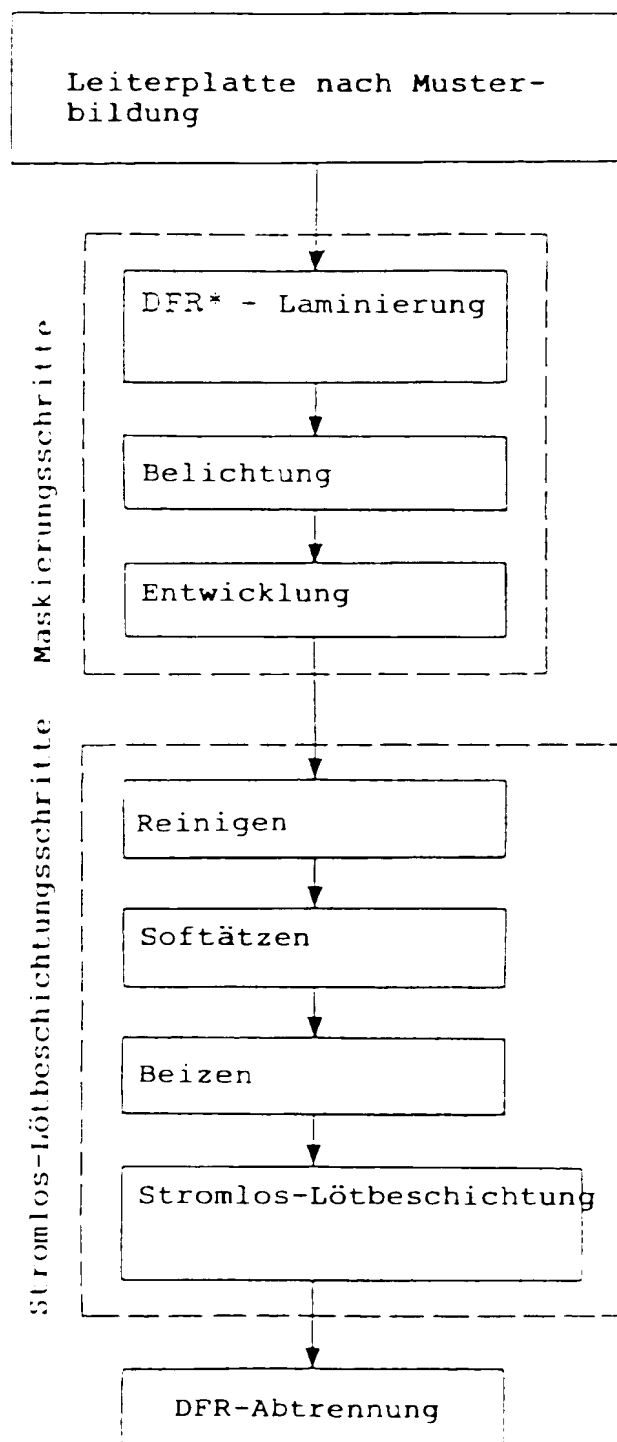 Leiterplatte nach Muster-
bildung
Maskierungsschritte
DFR* - Laminierung
Belichtung
Entwicklung
Stromlos-Lötbeschichtungsschritte
Reinigen
Softätzen
Beizen
Stromlos-Lötbeschichtung
DFR-Abtrennung